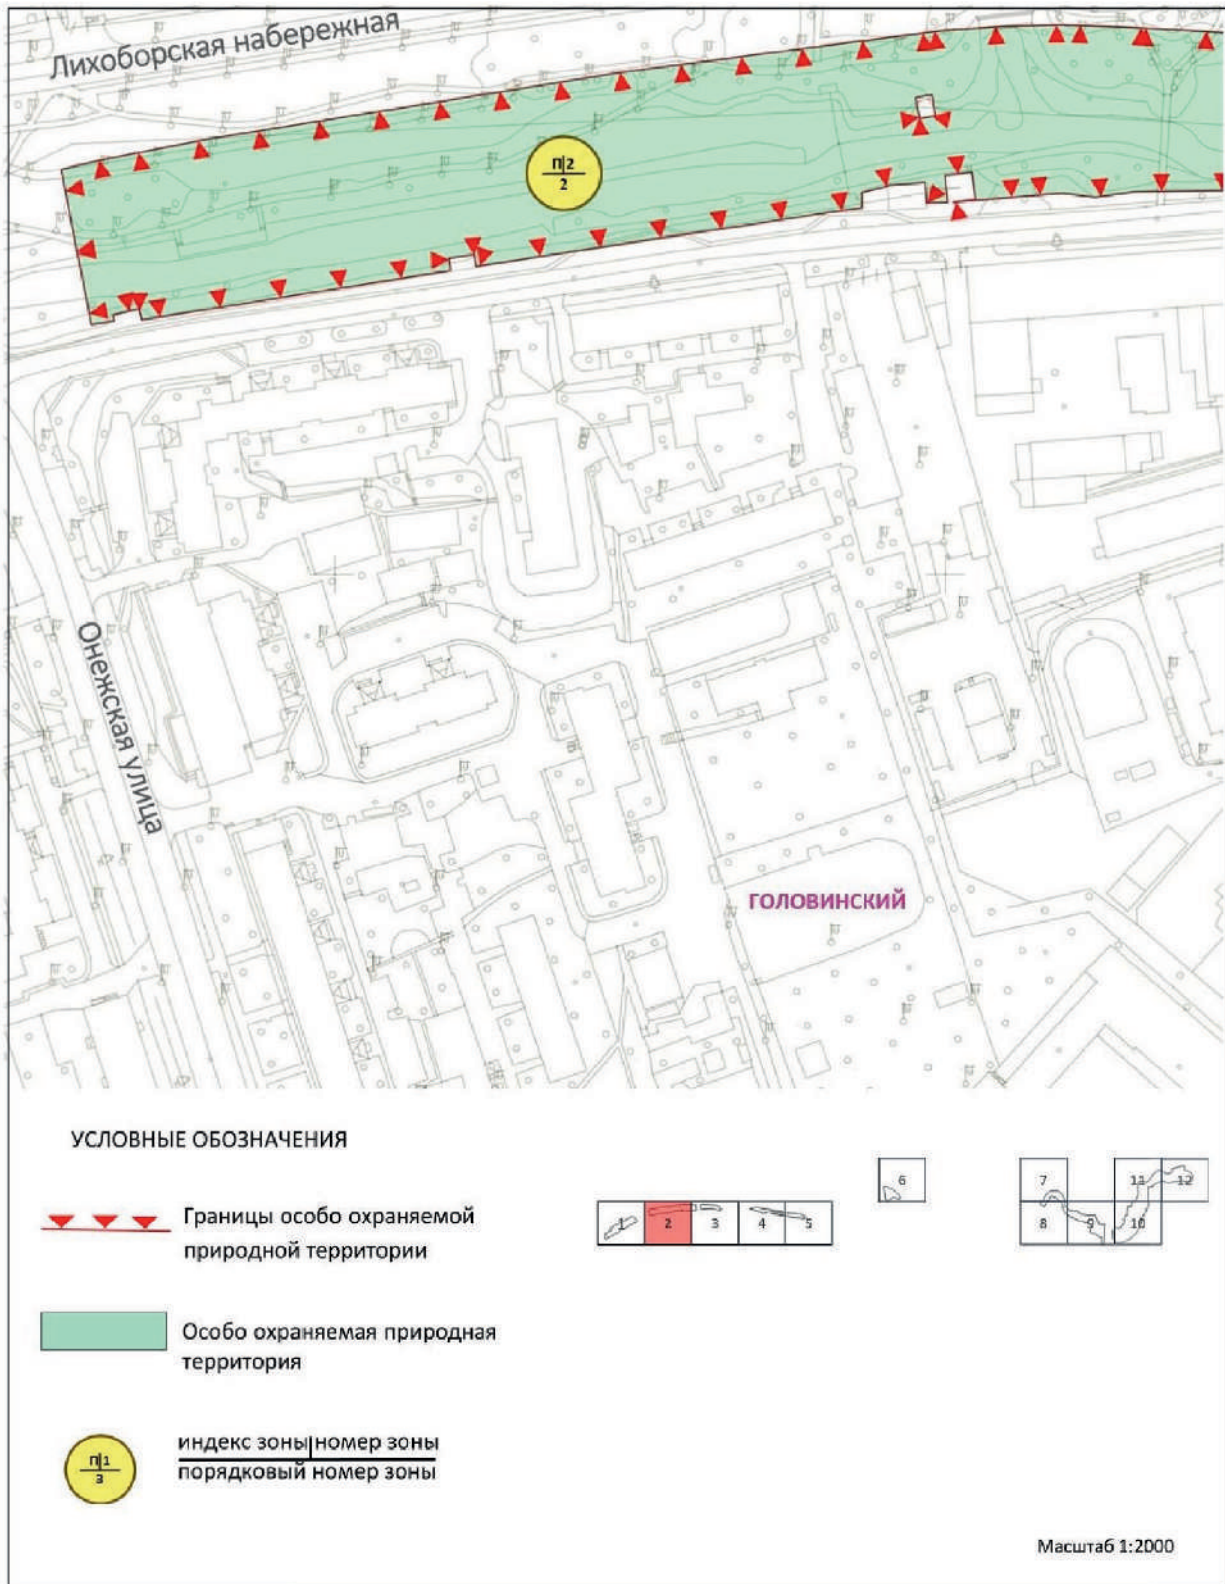 Лихоборская набережная
п|2
2
Онежская улица
ГОЛОВИНСКИЙ
УСЛОВНЫЕ ОБОЗНАЧЕНИЯ
Границы особо охраняемой
природной территории
Особо охраняемая природная
территория
п|1
3
индекс зоны|номер зоны
порядковый номер зоны
1 2 3 4 5
6
7 11 12
8 9 10
Масштаб 1:2000